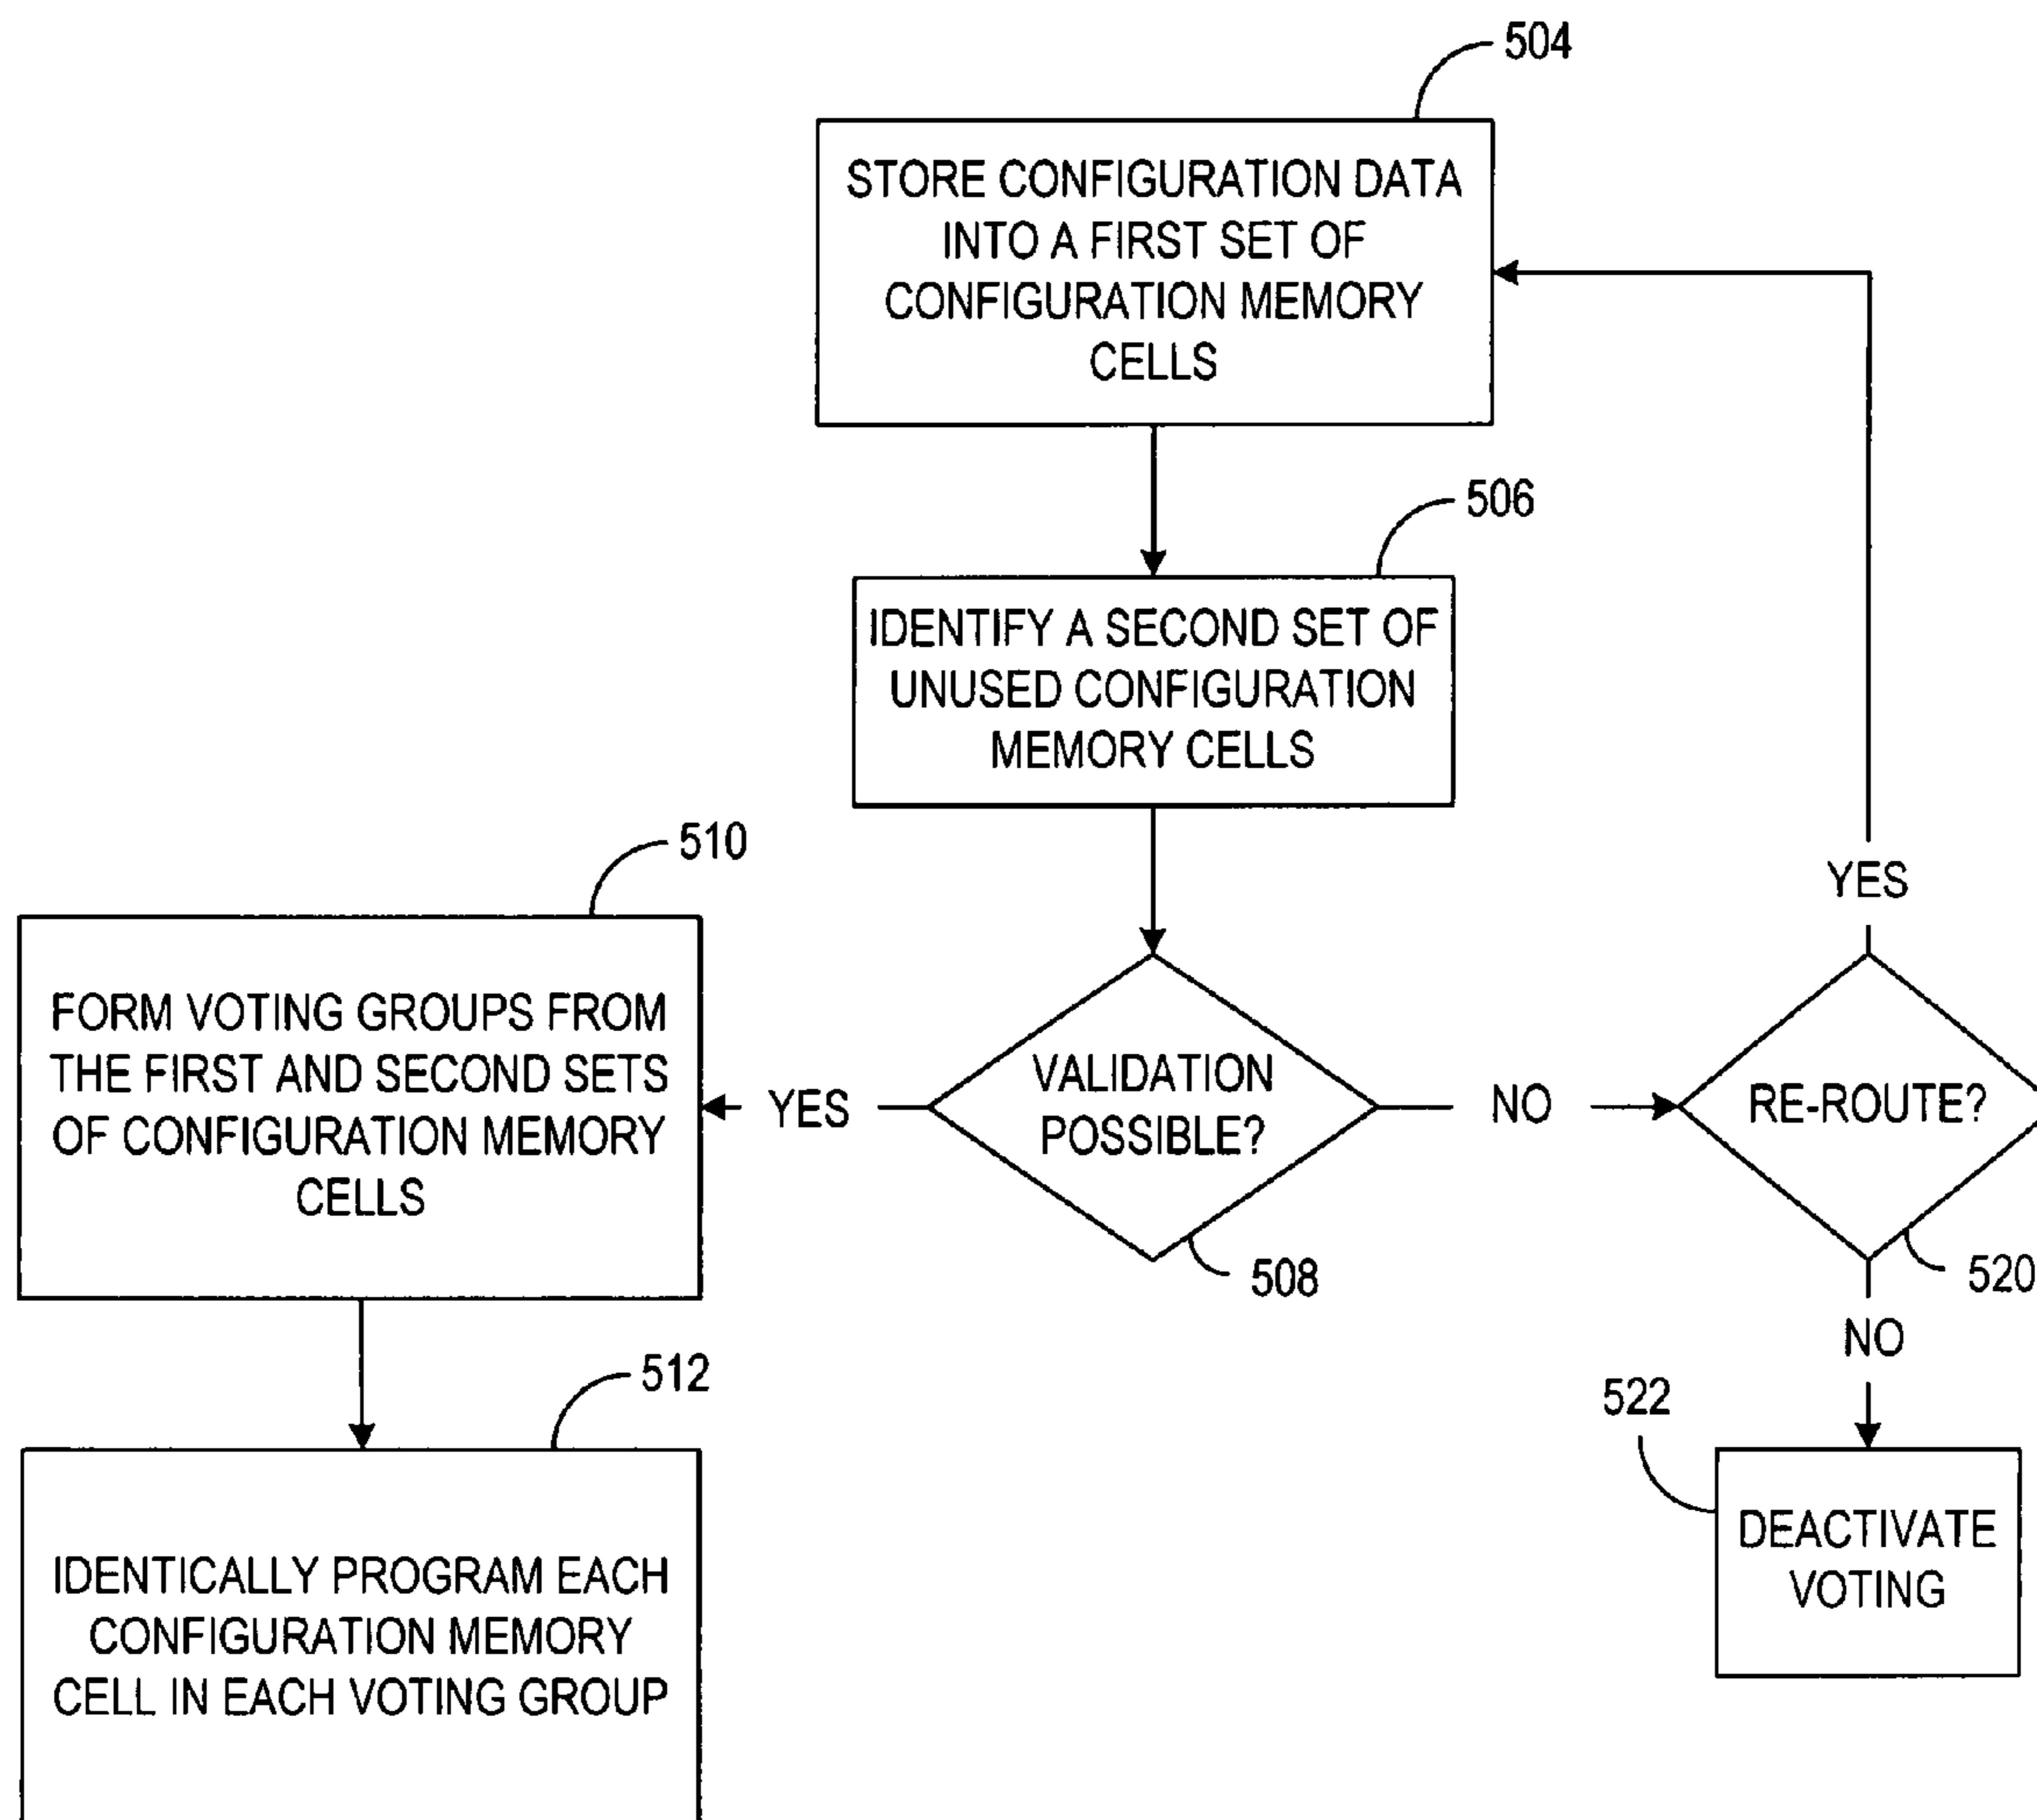 504
STORE CONFIGURATION DATA
INTO A FIRST SET OF
CONFIGURATION MEMORY
CELLS
506
IDENTIFY A SECOND SET OF
UNUSED CONFIGURATION
MEMORY CELLS
510
FORM VOTING GROUPS FROM
THE FIRST AND SECOND SETS
OF CONFIGURATION MEMORY
CELLS
YES
VALIDATION
POSSIBLE?
508
NO
YES
RE-ROUTE?
520
NO
512
IDENTICALLY PROGRAM EACH
CONFIGURATION MEMORY
CELL IN EACH VOTING GROUP
522
DEACTIVATE
VOTING